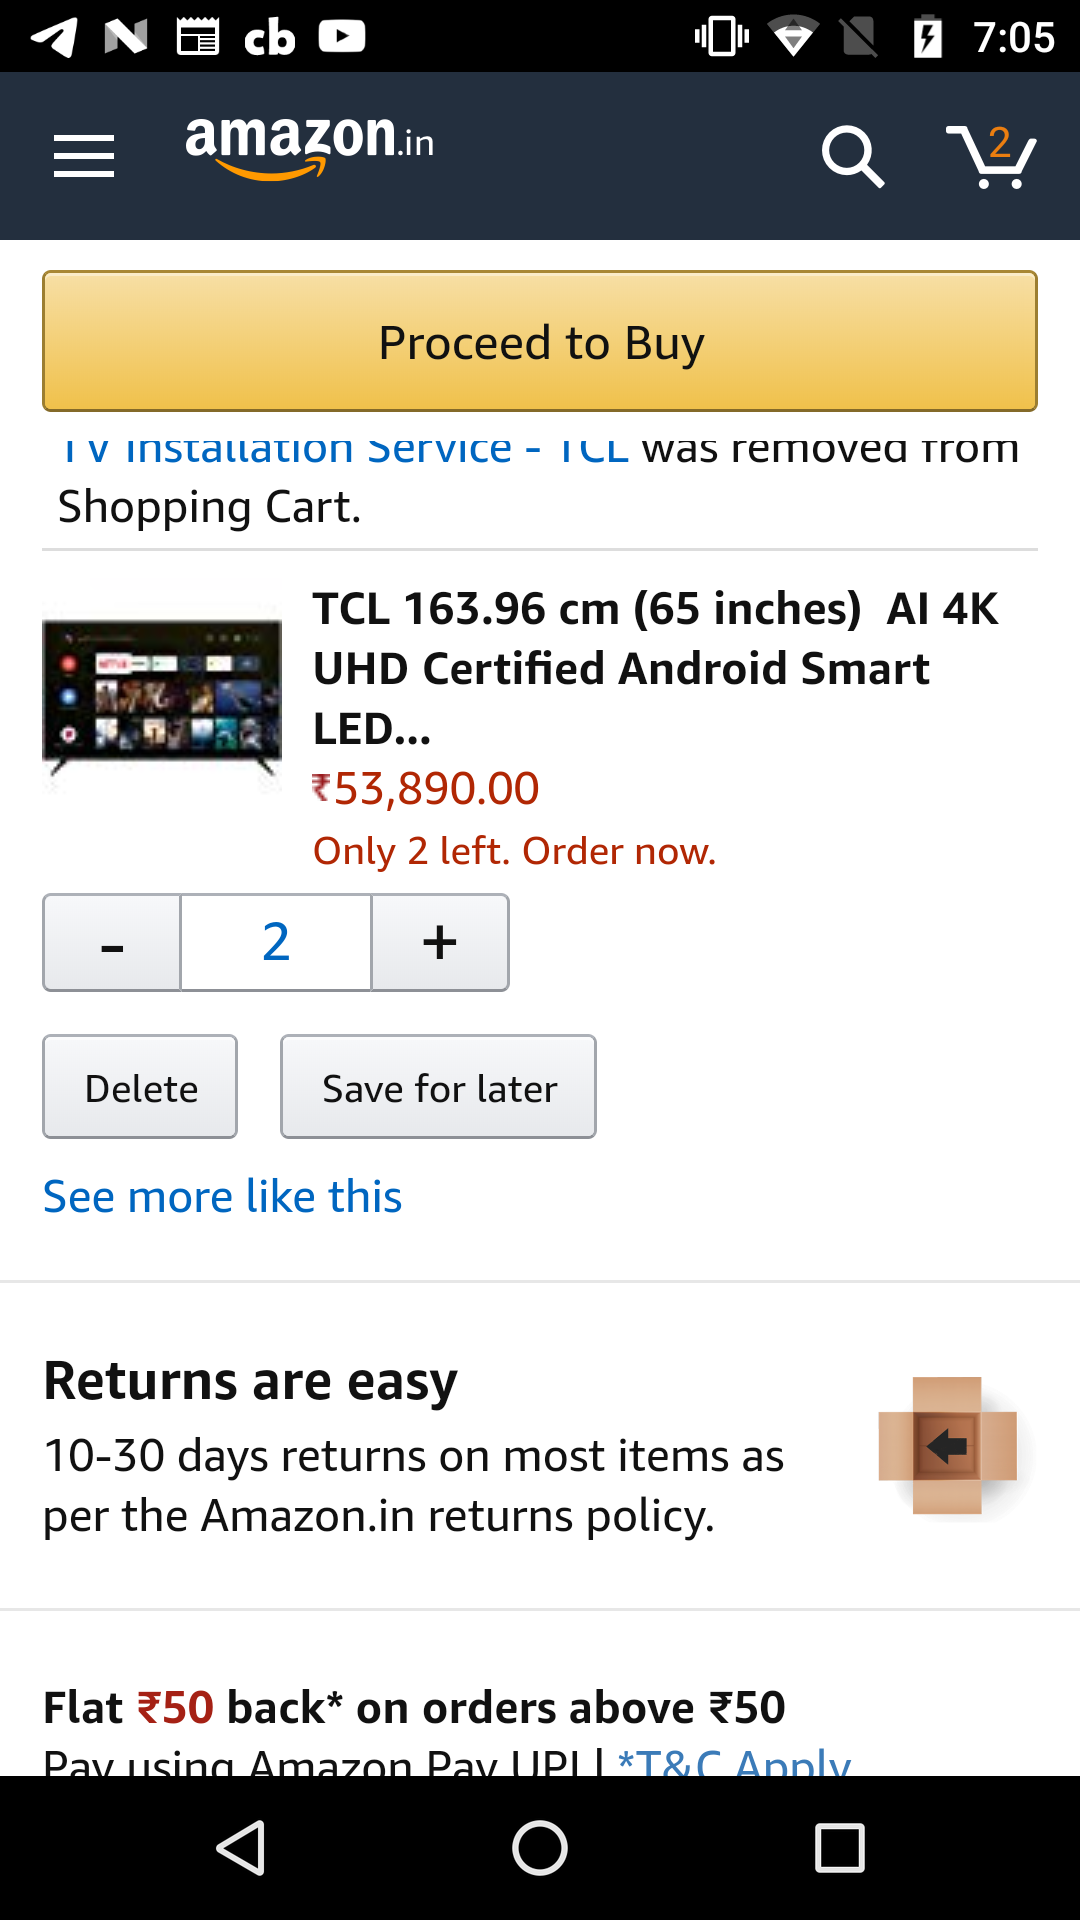 cb 7:05
amazon.in 2
Proceed to Buy
TV Installation Service - TCL was removed from
Shopping Cart.
TCL 163.96 cm (65 inches) AI 4K
UHD Certified Android Smart
LED...
₹53,890.00
Only 2 left. Order now.
- 2 +
Delete Save for later
See more like this
Returns are easy
10-30 days returns on most items as
per the Amazon.in returns policy.
Flat ₹50 back* on orders above ₹50
Pay using Amazon Pay UPI | *T&C Apply